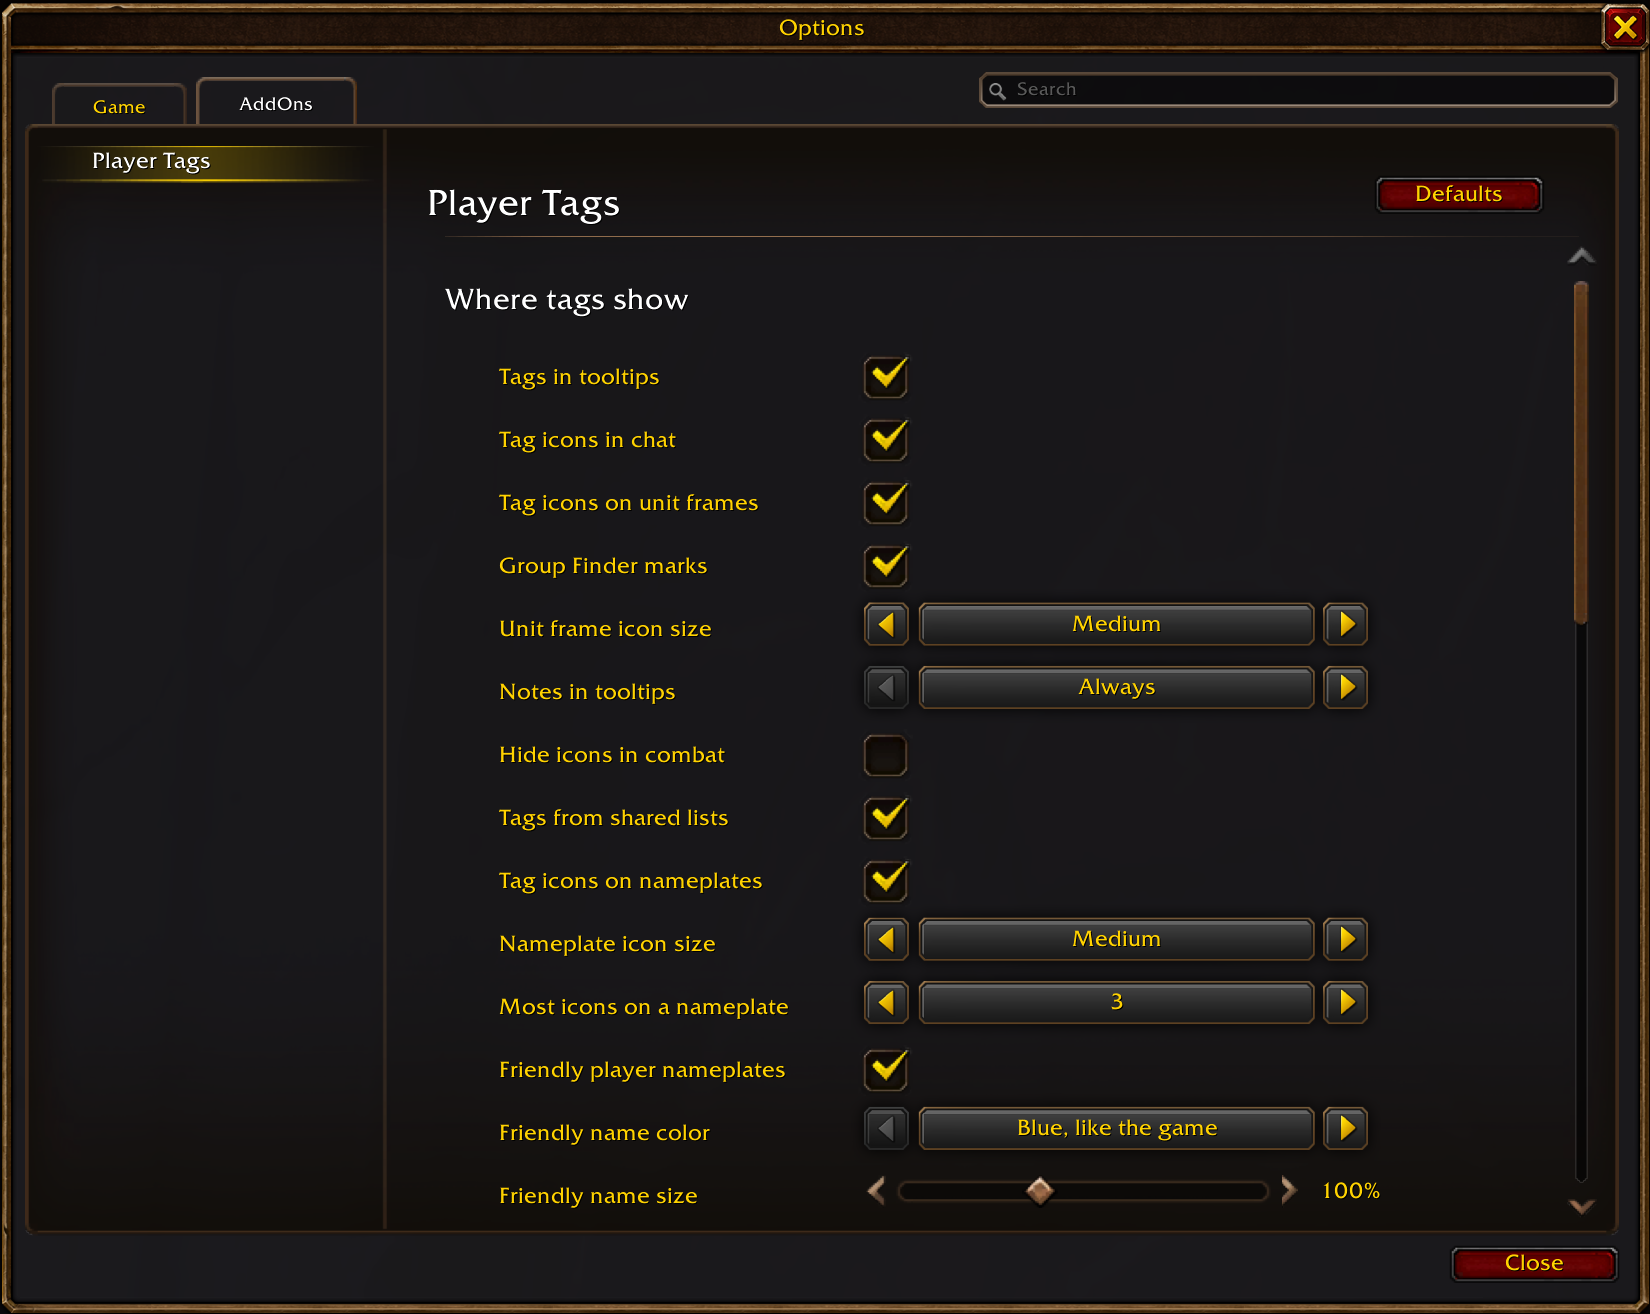 Options
Game
AddOns
Search
Player Tags
Player Tags
Defaults
Where tags show
Tags in tooltips
Tag icons in chat
Tag icons on unit frames
Group Finder marks
Unit frame icon size
Medium
Notes in tooltips
Always
Hide icons in combat
Tags from shared lists
Tag icons on nameplates
Nameplate icon size
Medium
Most icons on a nameplate
3
Friendly player nameplates
Friendly name color
Blue, like the game
Friendly name size
100%
Close